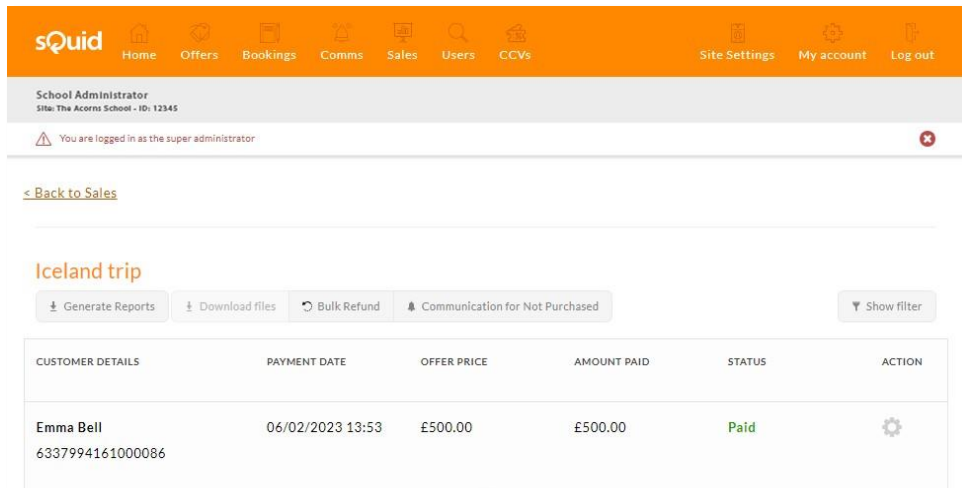 sQuid
Home Offers Bookings Comms Sales Users CCVs Site Settings My account Log out
School Administrator
Site: The Acorns School - ID: 12345
You are logged in as the super administrator
< Back to Sales
Iceland trip
Generate Reports Download files Bulk Refund Communication for Not Purchased Show filter
CUSTOMER DETAILS PAYMENT DATE OFFER PRICE AMOUNT PAID STATUS ACTION
Emma Bell 06/02/2023 13:53 £500.00 £500.00 Paid
6337994161000086